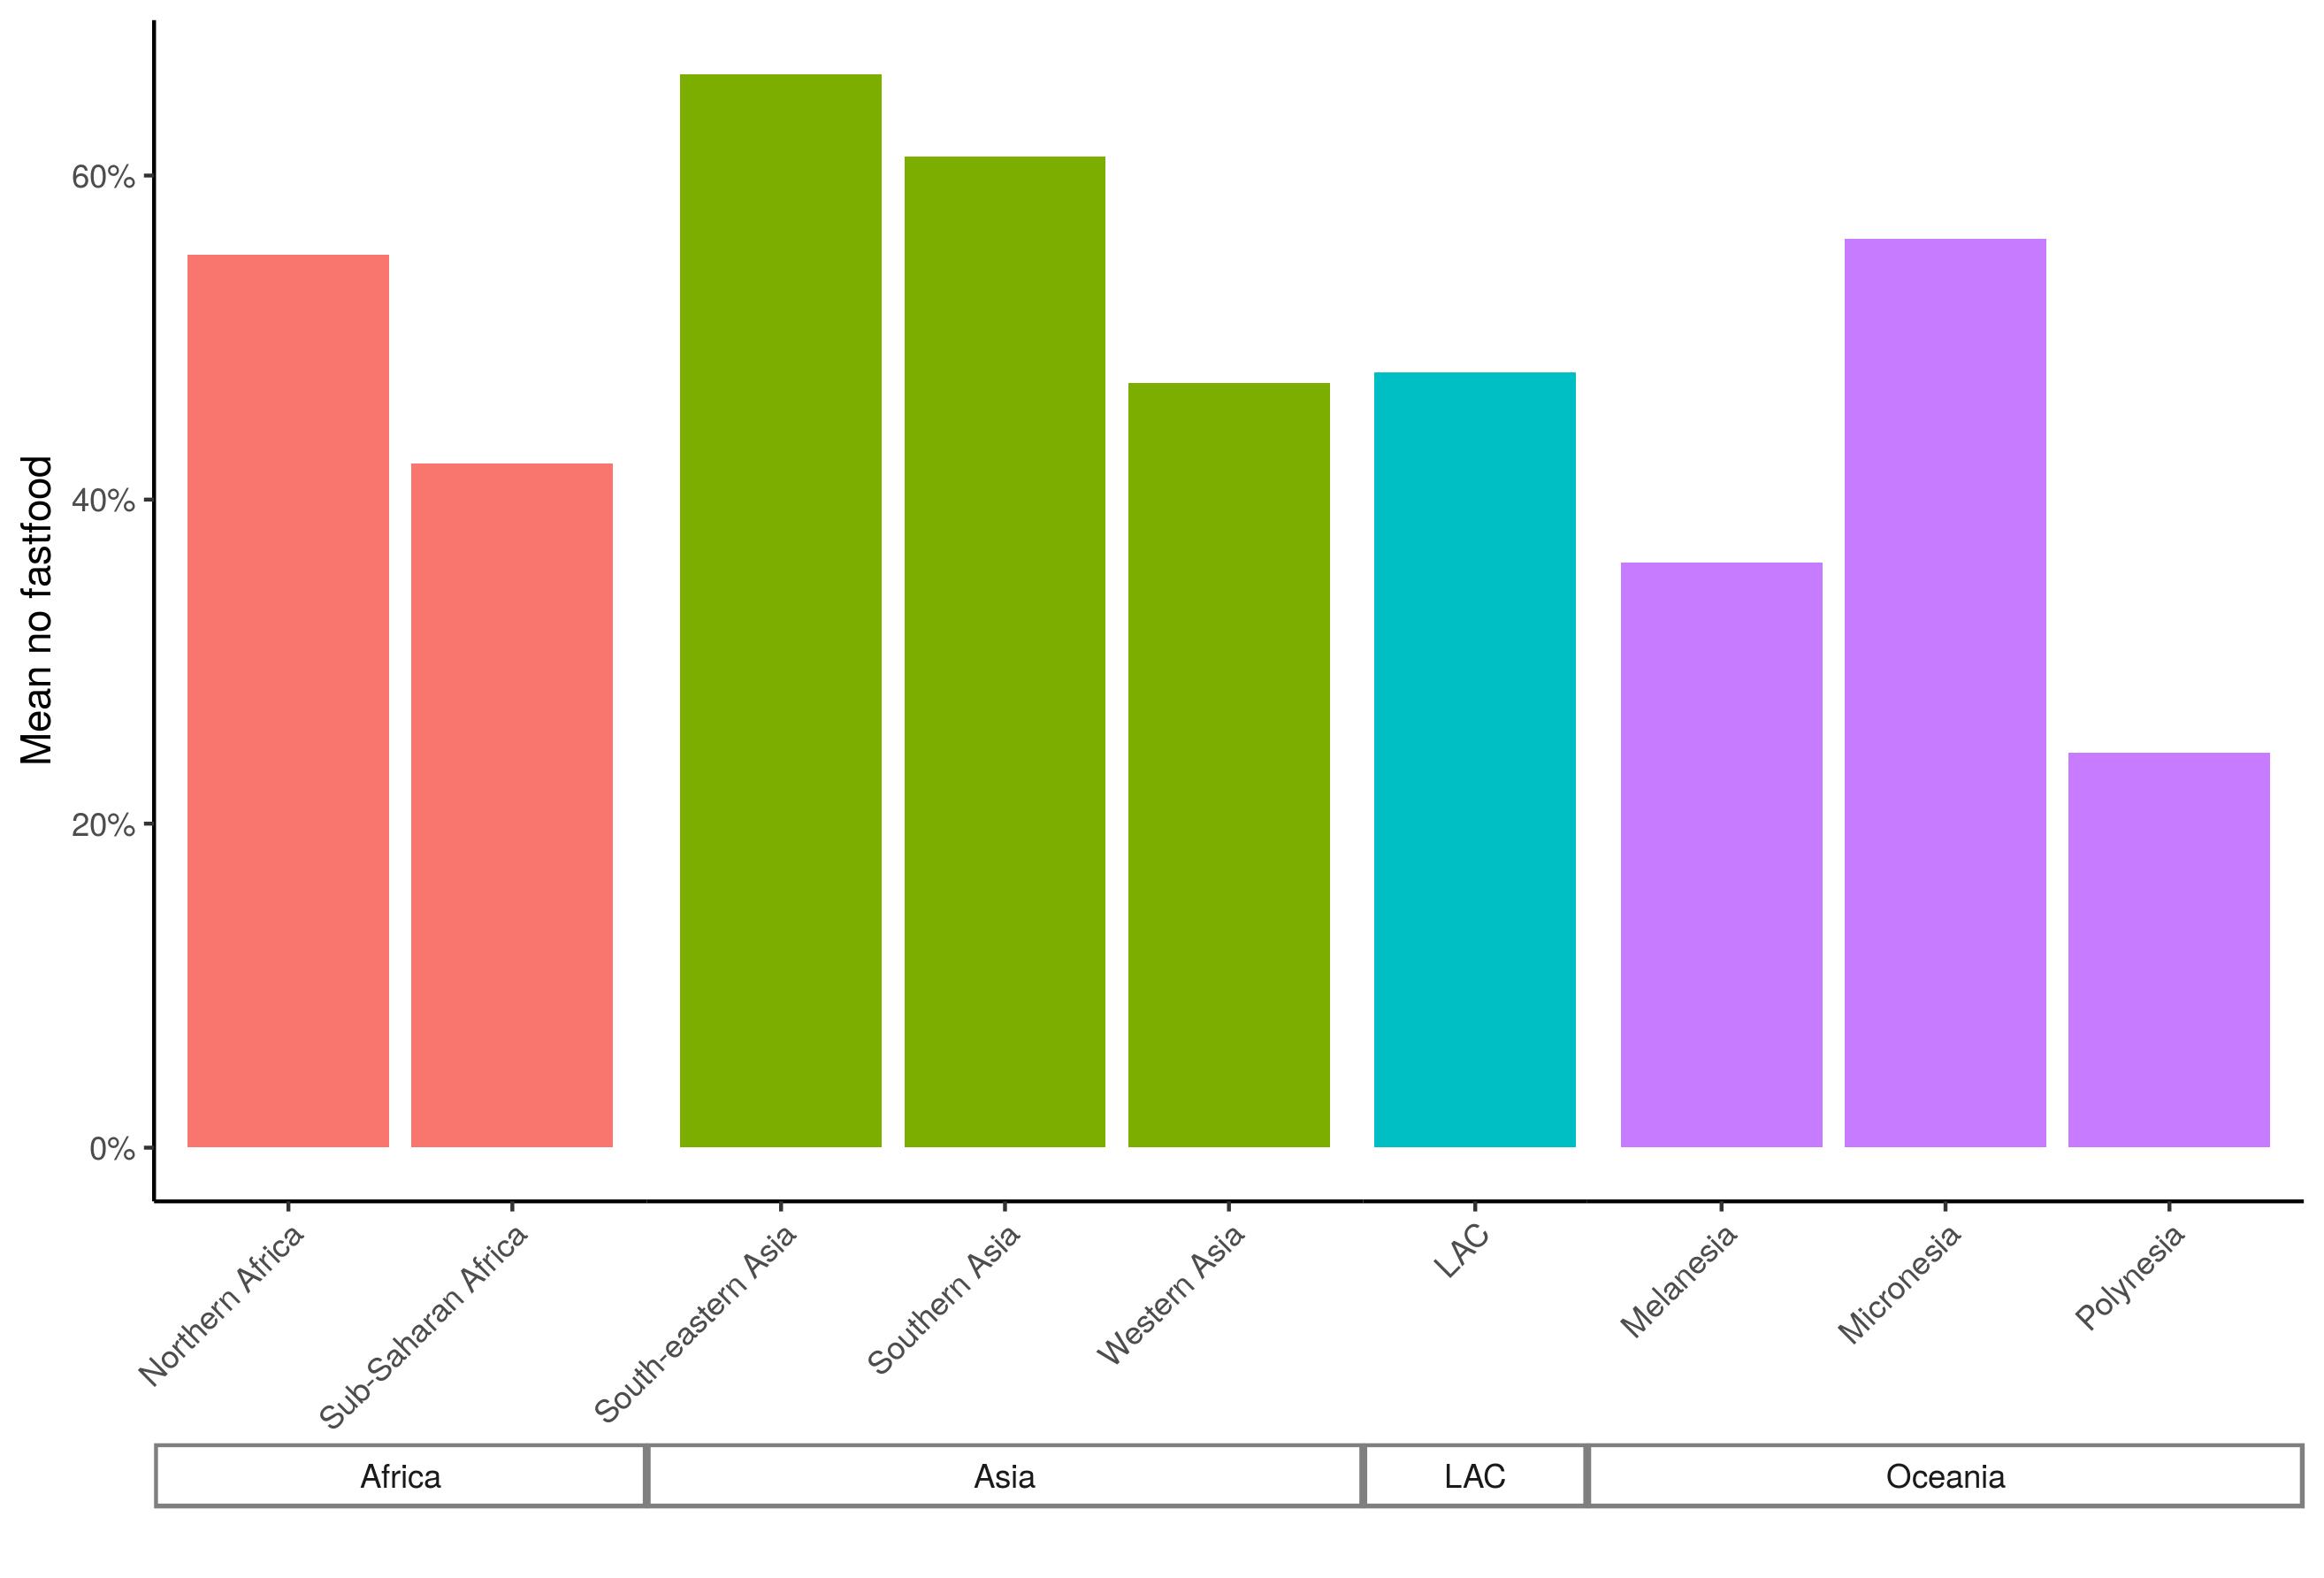 Mean no fastfood
60%
40%
20%
0%
Northern Africa
Sub-Saharan Africa
South-eastern Asia
Southern Asia
Western Asia
LAC
Melanesia
Micronesia
Polynesia
Africa
Asia
LAC
Oceania